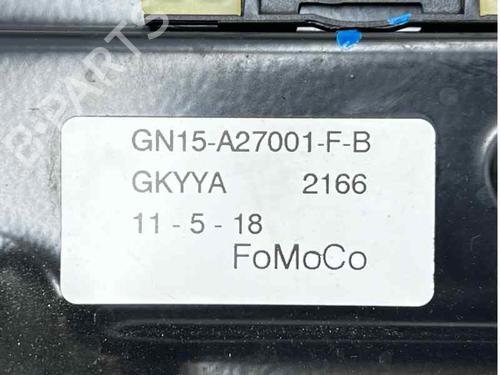 B-PARTS
GN15-A27001-F-B
GKYYA 2166
11 - 5 - 18
FoMoCo